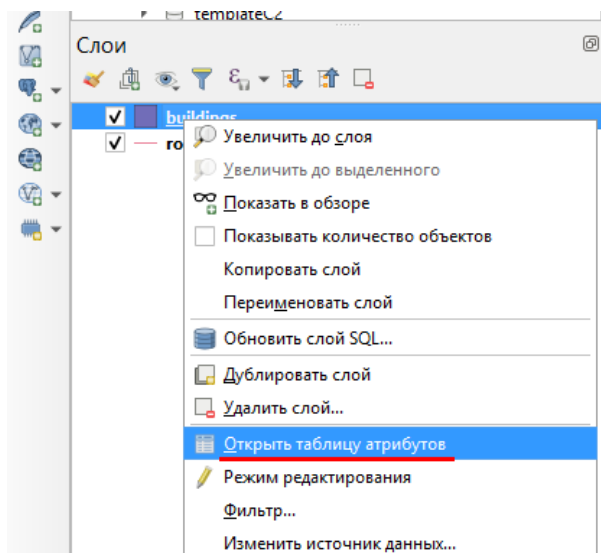 templateC2
Слои
buildings
ro
Увеличить до слоя
Увеличить до выделенного
Показать в обзоре
Показывать количество объектов
Копировать слой
Переименовать слой
Обновить слой SQL...
Дублировать слой
Удалить слой...
Открыть таблицу атрибутов
Режим редактирования
Фильтр...
Изменить источник данных...